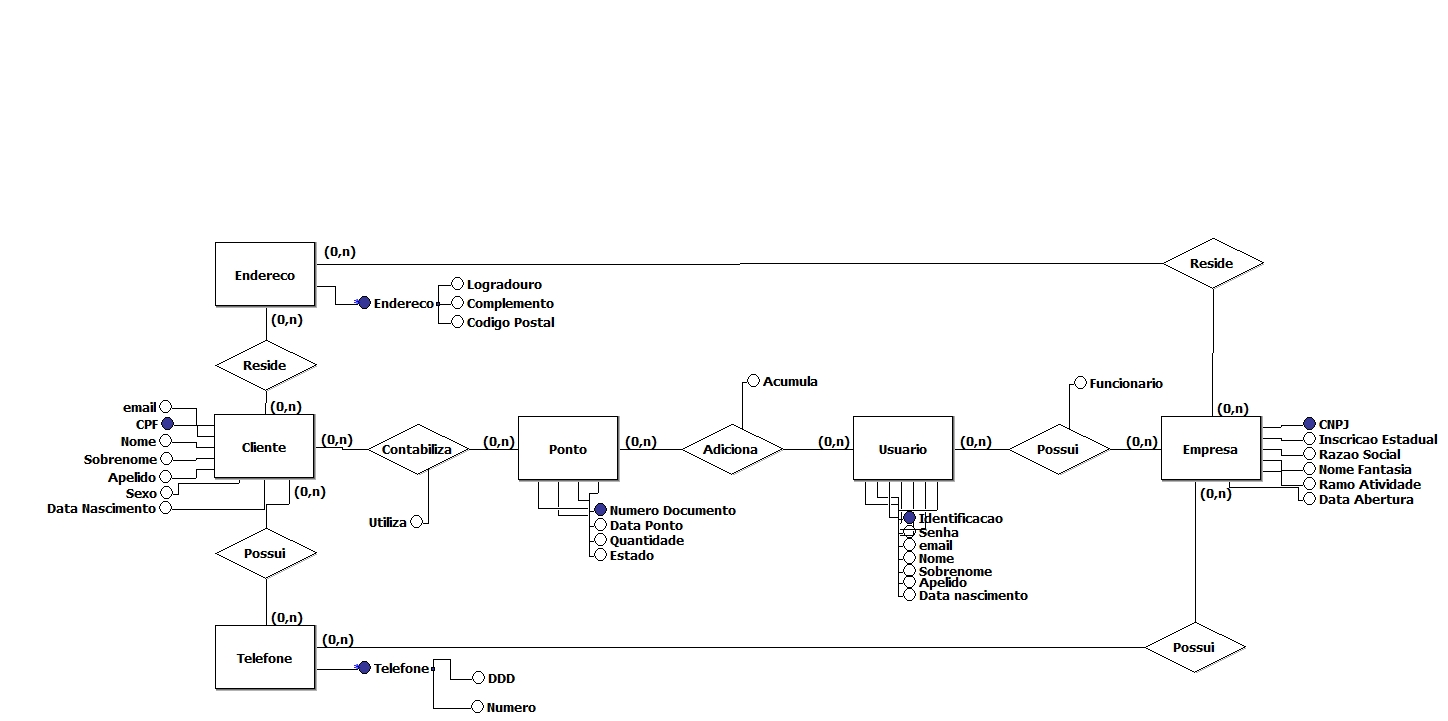 (0,n)
Endereco
Reside
Logradouro
Endereco
Complemento
Codigo Postal
(0,n)
Reside
Acumula
Funcionario
email
(0,n)
(0,n)
CPF
CNPJ
Nome
Cliente
(0,n)
Contabiliza
(0,n)
Ponto
(0,n)
Adiciona
(0,n)
Usuario
(0,n)
Possui
(0,n)
Empresa
Inscricao Estadual
Sobrenome
Razao Social
Apelido
Nome Fantasia
Sexo
(0,n)
Ramo Atividade
(0,n)
Data Nascimento
Data Abertura
Utiliza
Numero Documento
Data Ponto
Quantidade
Estado
Identificacao
Senha
email
Nome
Sobrenome
Apelido
Data nascimento
Possui
(0,n)
Telefone
(0,n)
Possui
Telefone
DDD
Numero